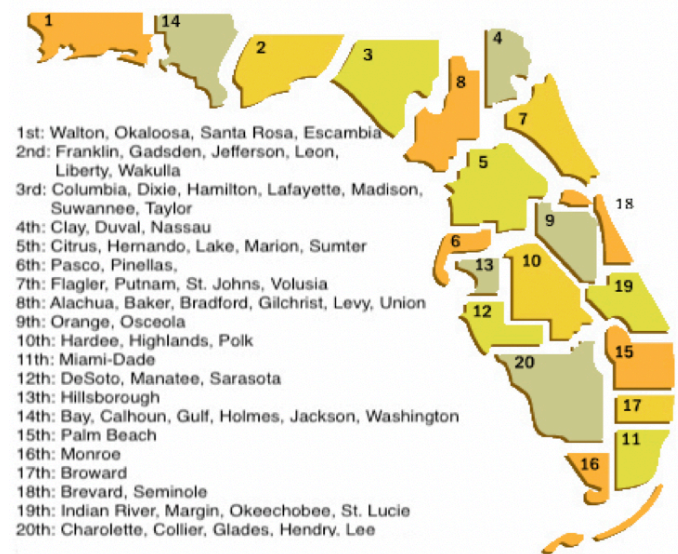 1
14
2
3
4
8
7
5
18
9
6
10
13
19
12
20
15
17
11
16
1st: Walton, Okaloosa, Santa Rosa, Escambia
2nd: Franklin, Gadsden, Jefferson, Leon,
Liberty, Wakulla
3rd: Columbia, Dixie, Hamilton, Lafayette, Madison,
Suwannee, Taylor
4th: Clay, Duval, Nassau
5th: Citrus, Hernando, Lake, Marion, Sumter
6th: Pasco, Pinellas,
7th: Flagler, Putnam, St. Johns, Volusia
8th: Alachua, Baker, Bradford, Gilchrist, Levy, Union
9th: Orange, Osceola
10th: Hardee, Highlands, Polk
11th: Miami-Dade
12th: DeSoto, Manatee, Sarasota
13th: Hillsborough
14th: Bay, Calhoun, Gulf, Holmes, Jackson, Washington
15th: Palm Beach
16th: Monroe
17th: Broward
18th: Brevard, Seminole
19th: Indian River, Margin, Okeechobee, St. Lucie
20th: Charolette, Collier, Glades, Hendry, Lee